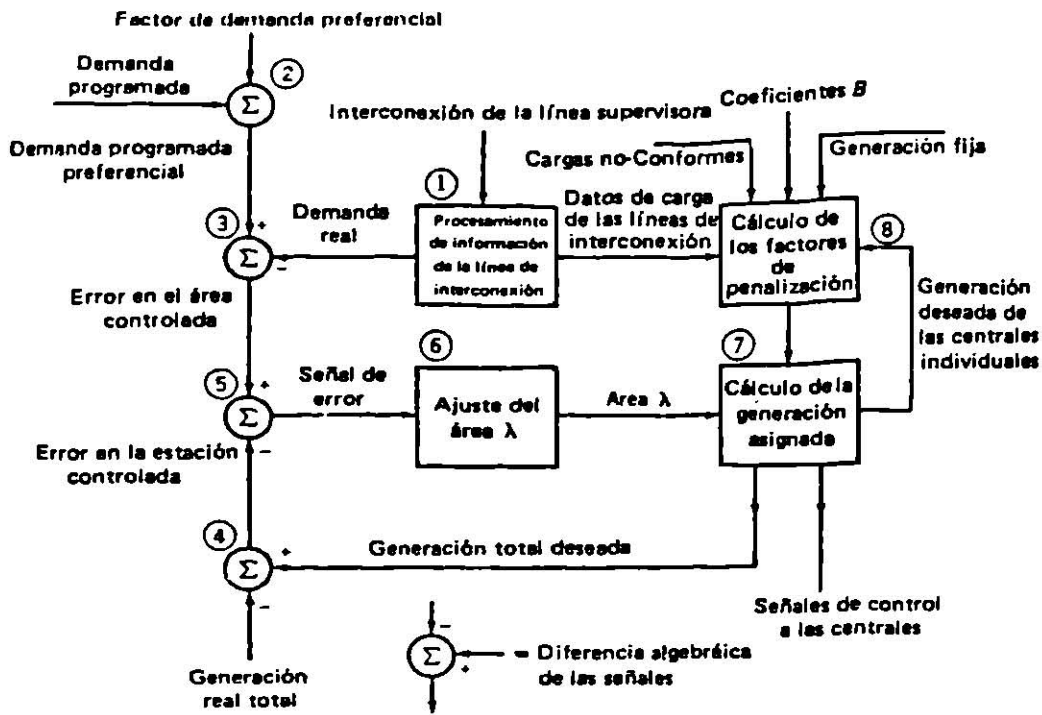 Factor de demanda preferencial
Demanda
programada
2
Σ
Interconexión de la línea supervisora
Coeficientes B
Demanda programada
preferencial
Cargas no-Conformes
Generación fija
1
3
Demanda
real
Procesamiento
de información
de la línea de
interconexión
Datos de carga
de las líneas de
interconexión
Cálculo de
los factores
de
penalización
8
+
Σ
−
Error en el área
controlada
Generación
deseada de
las centrales
individuales
6
7
5
+
Σ
−
Señal de
error
Ajuste del
área λ
Area λ
Cálculo de la
generación
asignada
Error en la estación
controlada
4
+
Σ
−
Generación total deseada
Señales de control
a las centrales
Generación
real total
−
Σ
+
= Diferencia algebráica
de las señales